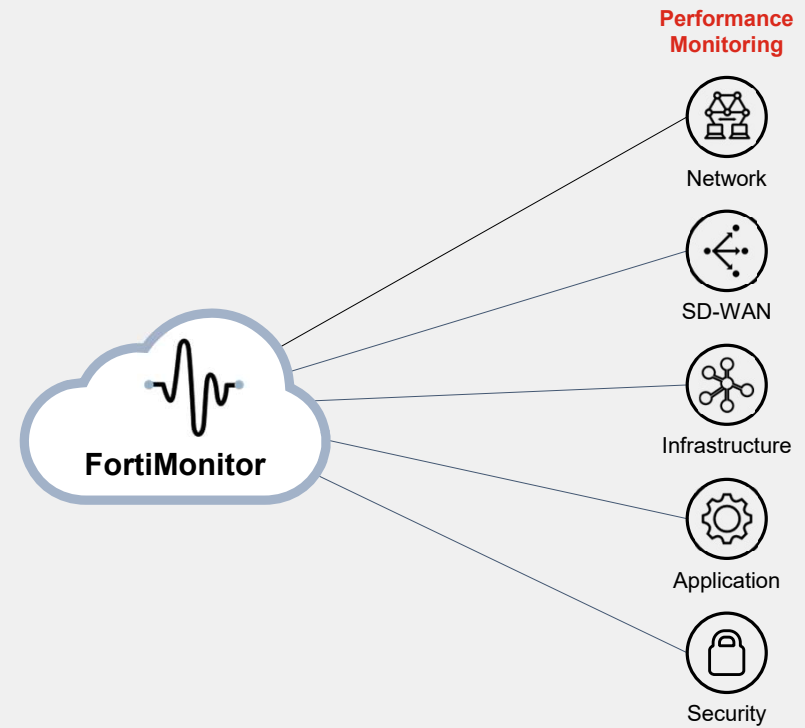 Performance
Monitoring
Network
SD-WAN
Infrastructure
FortiMonitor
Application
Security